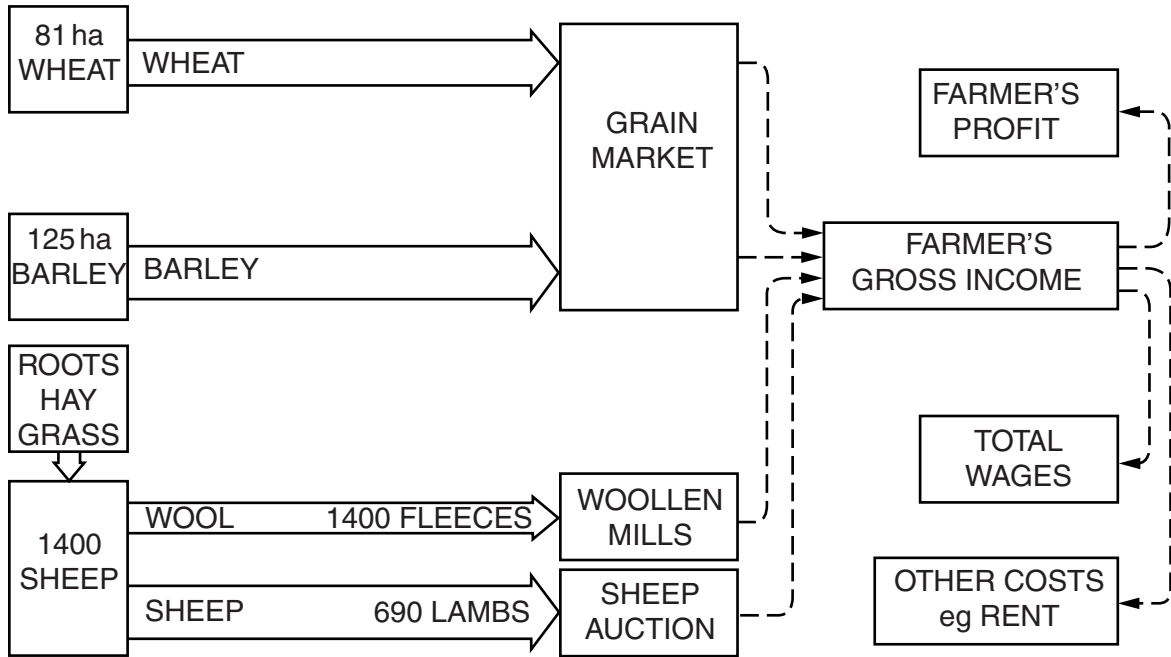 81 ha
WHEAT
WHEAT
GRAIN
MARKET
FARMER'S
PROFIT
125 ha
BARLEY
BARLEY
FARMER'S
GROSS INCOME
ROOTS
HAY
GRASS
TOTAL
WAGES
1400
SHEEP
WOOL 1400 FLEECES
WOOLLEN
MILLS
SHEEP 690 LAMBS
SHEEP
AUCTION
OTHER COSTS
eg RENT